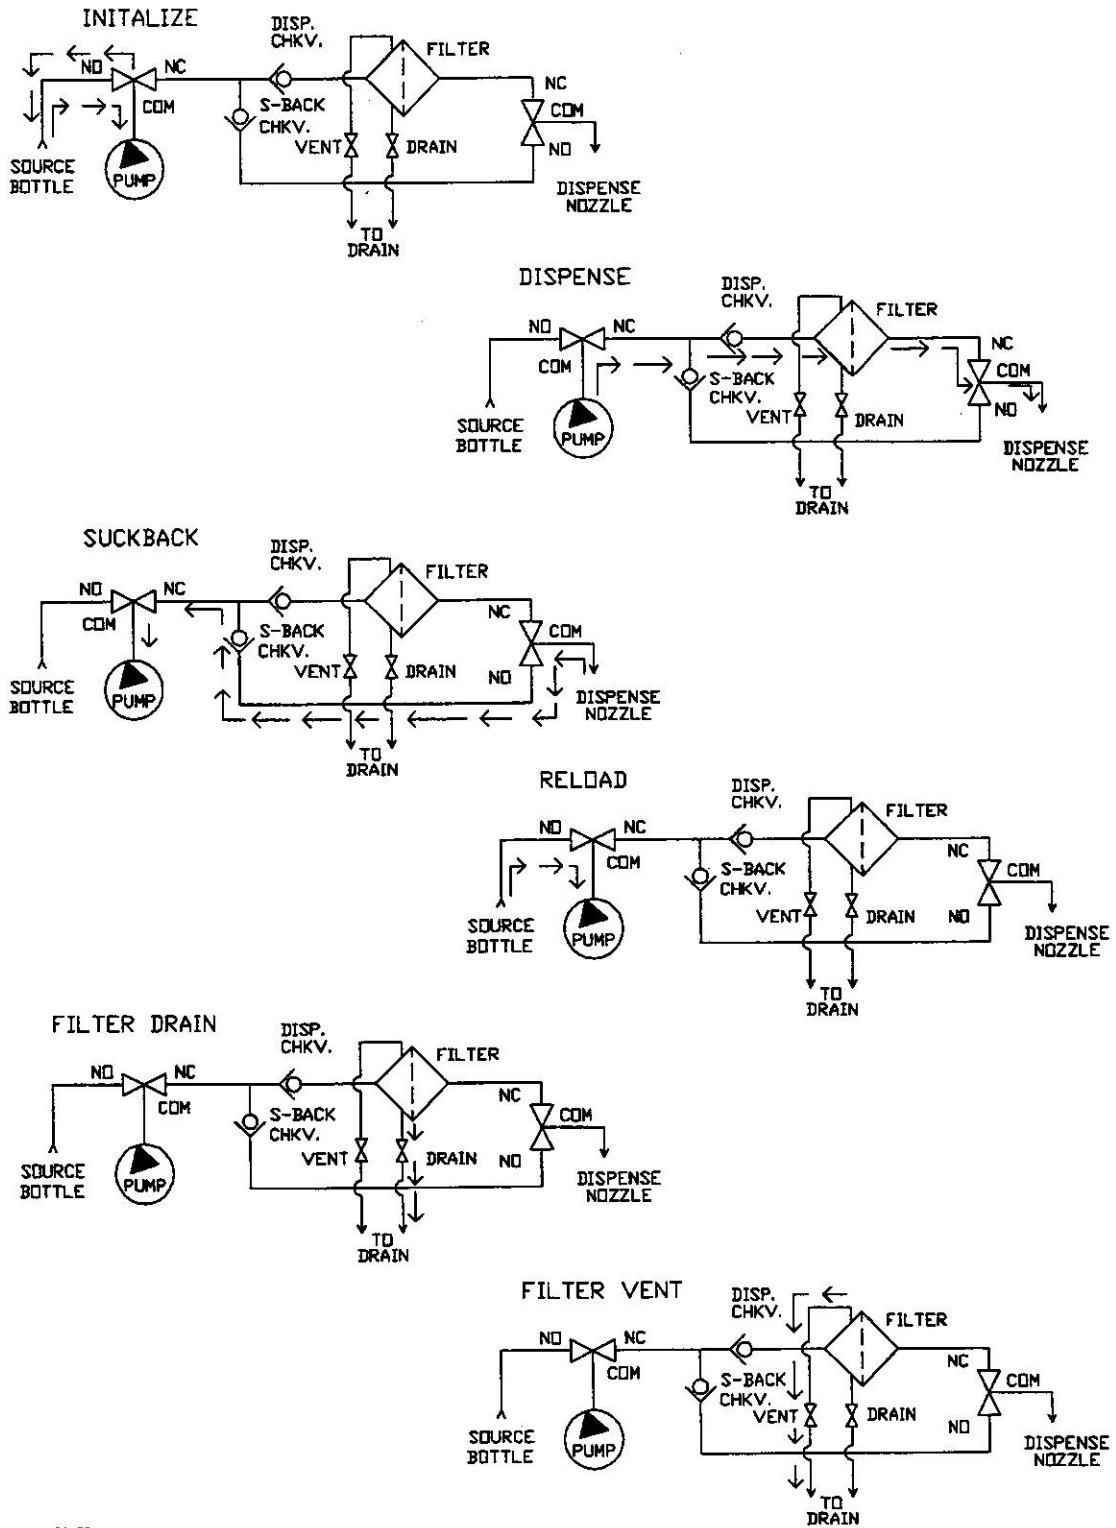 INITALIZE
DISP.
CHKV.
FILTER
NO
NC
NC
COM
S-BACK
CHKV.
COM
VENT
DRAIN
NO
SOURCE
BOTTLE
PUMP
DISPENSE
NOZZLE
TO
DRAIN
DISPENSE
DISP.
CHKV.
FILTER
NO
NC
NC
COM
S-BACK
CHKV.
COM
VENT
DRAIN
NO
SOURCE
BOTTLE
PUMP
DISPENSE
NOZZLE
TO
DRAIN
SUCKBACK
DISP.
CHKV.
FILTER
NO
NC
NC
COM
S-BACK
CHKV.
COM
VENT
DRAIN
NO
SOURCE
BOTTLE
PUMP
DISPENSE
NOZZLE
TO
DRAIN
RELOAD
DISP.
CHKV.
FILTER
NO
NC
NC
COM
S-BACK
CHKV.
COM
VENT
DRAIN
NO
SOURCE
BOTTLE
PUMP
DISPENSE
NOZZLE
TO
DRAIN
FILTER DRAIN
DISP.
CHKV.
FILTER
NO
NC
NC
COM
S-BACK
CHKV.
COM
VENT
DRAIN
NO
SOURCE
BOTTLE
PUMP
DISPENSE
NOZZLE
TO
DRAIN
FILTER VENT
DISP.
CHKV.
FILTER
NO
NC
NC
COM
S-BACK
CHKV.
COM
VENT
DRAIN
NO
SOURCE
BOTTLE
PUMP
DISPENSE
NOZZLE
TO
DRAIN